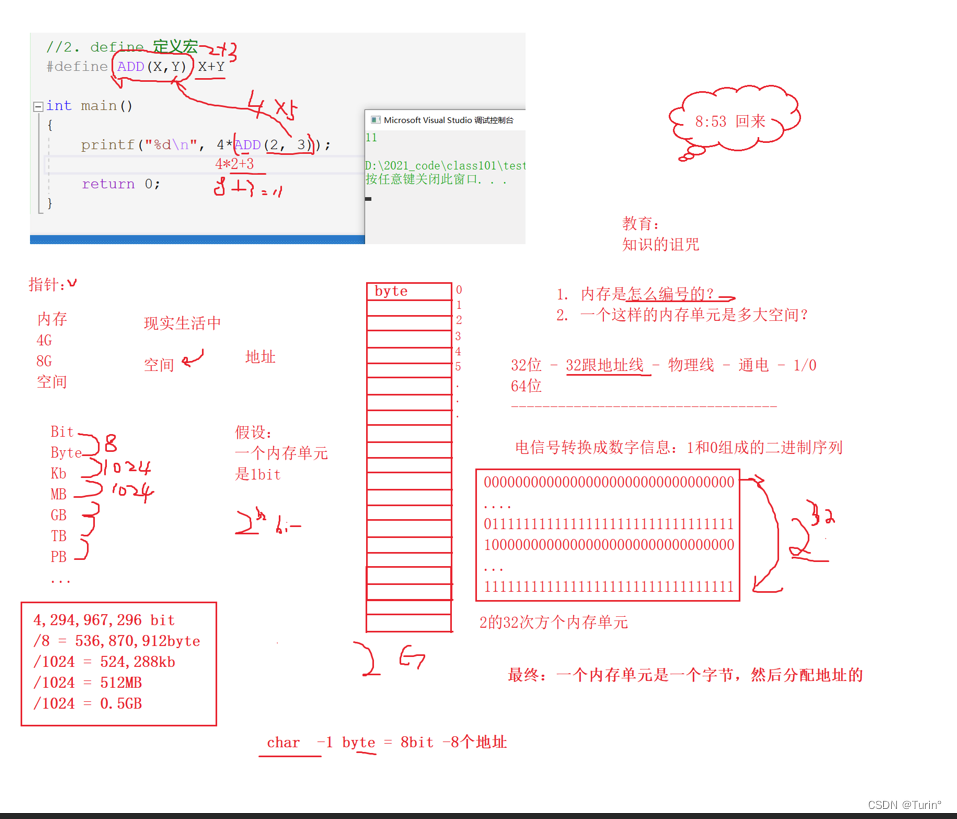 //2. define 定义宏
2+3
#define ADD(X,Y) X+Y
int main()
4 x5
{
printf("%d\n", 4*ADD(2, 3));
4*2+3
8+3=11
return 0;
}
Microsoft Visual Studio 调试控制台
11
D:\2021_code\class101\test
按任意键关闭此窗口. . .
8:53 回来
教育:
知识的诅咒
指针:
内存
4G
8G
空间
现实生活中
空间
地址
byte
0
1
2
3
4
5
.
.
.
1. 内存是怎么编号的?
2. 一个这样的内存单元是多大空间?
32位 - 32跟地址线 - 物理线 - 通电 - 1/0
64位
----------------------------------
Bit
Byte
Kb
MB
GB
TB
PB
...
8
1024
1024
假设:
一个内存单元
是1bit
2^32 bit
电信号转换成数字信息: 1和0组成的二进制序列
00000000000000000000000000000000
....
01111111111111111111111111111111
10000000000000000000000000000000
...
11111111111111111111111111111111
2^32
2的32次方个内存单元
4,294,967,296 bit
/8 = 536,870,912byte
/1024 = 524,288kb
/1024 = 512MB
/1024 = 0.5GB
最终: 一个内存单元是一个字节, 然后分配地址的
char -1 byte = 8bit -8个地址
CSDN @Turin°